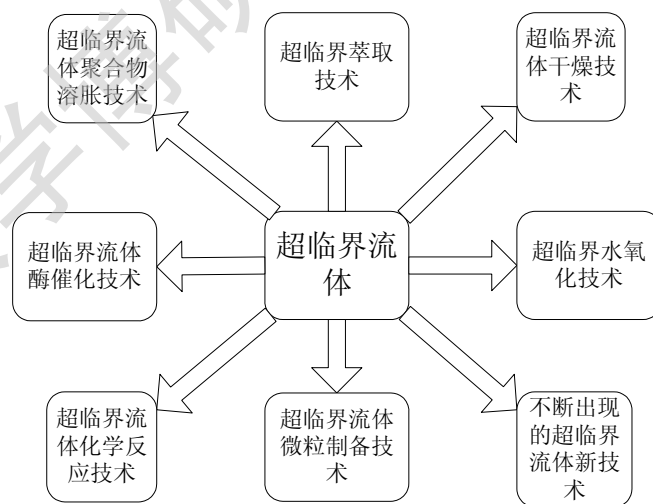 超临界流
体聚合物
溶胀技术
超临界萃取
技术
超临界流
体干燥技
术
超临界流体
酶催化技术
超临界流
体
超临界水氧
化技术
超临界流
体化学反
应技术
超临界流体
微粒制备技
术
不断出现
的超临界
流体新技
术
学博